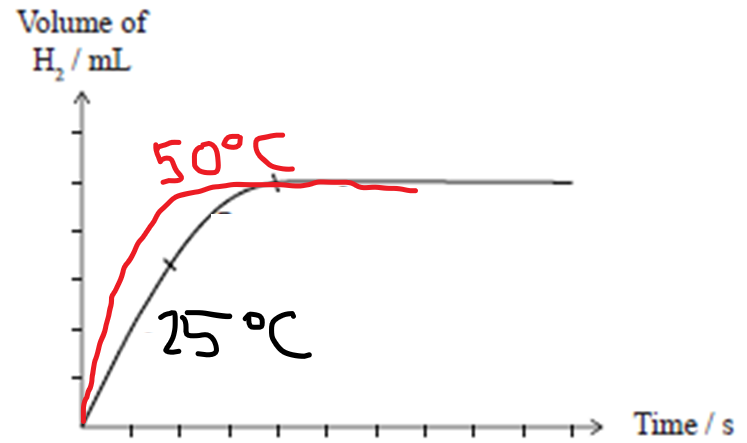 Volume of
H₂ / mL
50°C
25°C
Time / s